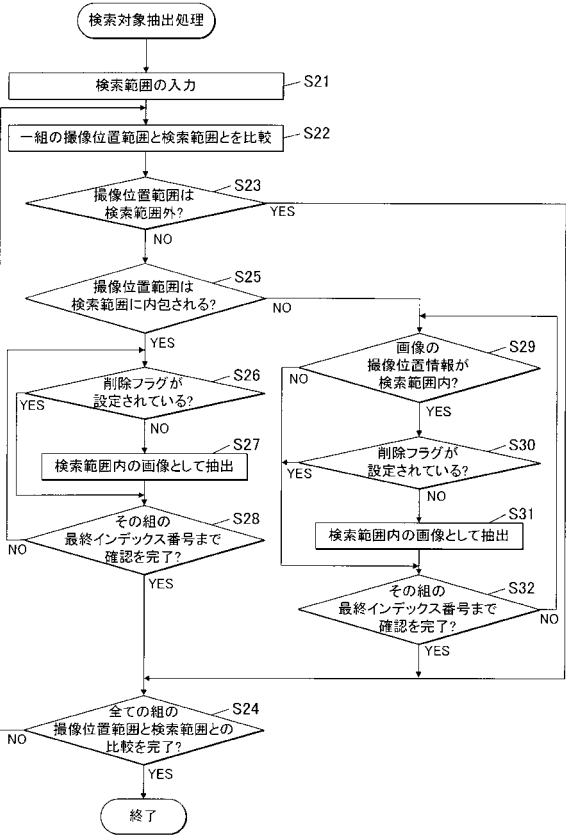 検索対象抽出処理
検索範囲の入力
S21
一組の撮像位置範囲と検索範囲とを比較
S22
撮像位置範囲は
検索範囲外?
S23
YES
NO
撮像位置範囲は
検索範囲に内包される?
S25
NO
YES
削除フラグが
設定されている?
S26
YES
NO
検索範囲内の画像として抽出
S27
その組の
最終インデックス番号まで
確認を完了?
S28
NO
YES
画像の
撮像位置情報が
検索範囲内?
S29
NO
YES
削除フラグが
設定されている?
S30
YES
NO
検索範囲内の画像として抽出
S31
その組の
最終インデックス番号まで
確認を完了?
S32
NO
YES
全ての組の
撮像位置範囲と検索範囲との
比較を完了?
S24
NO
YES
終了